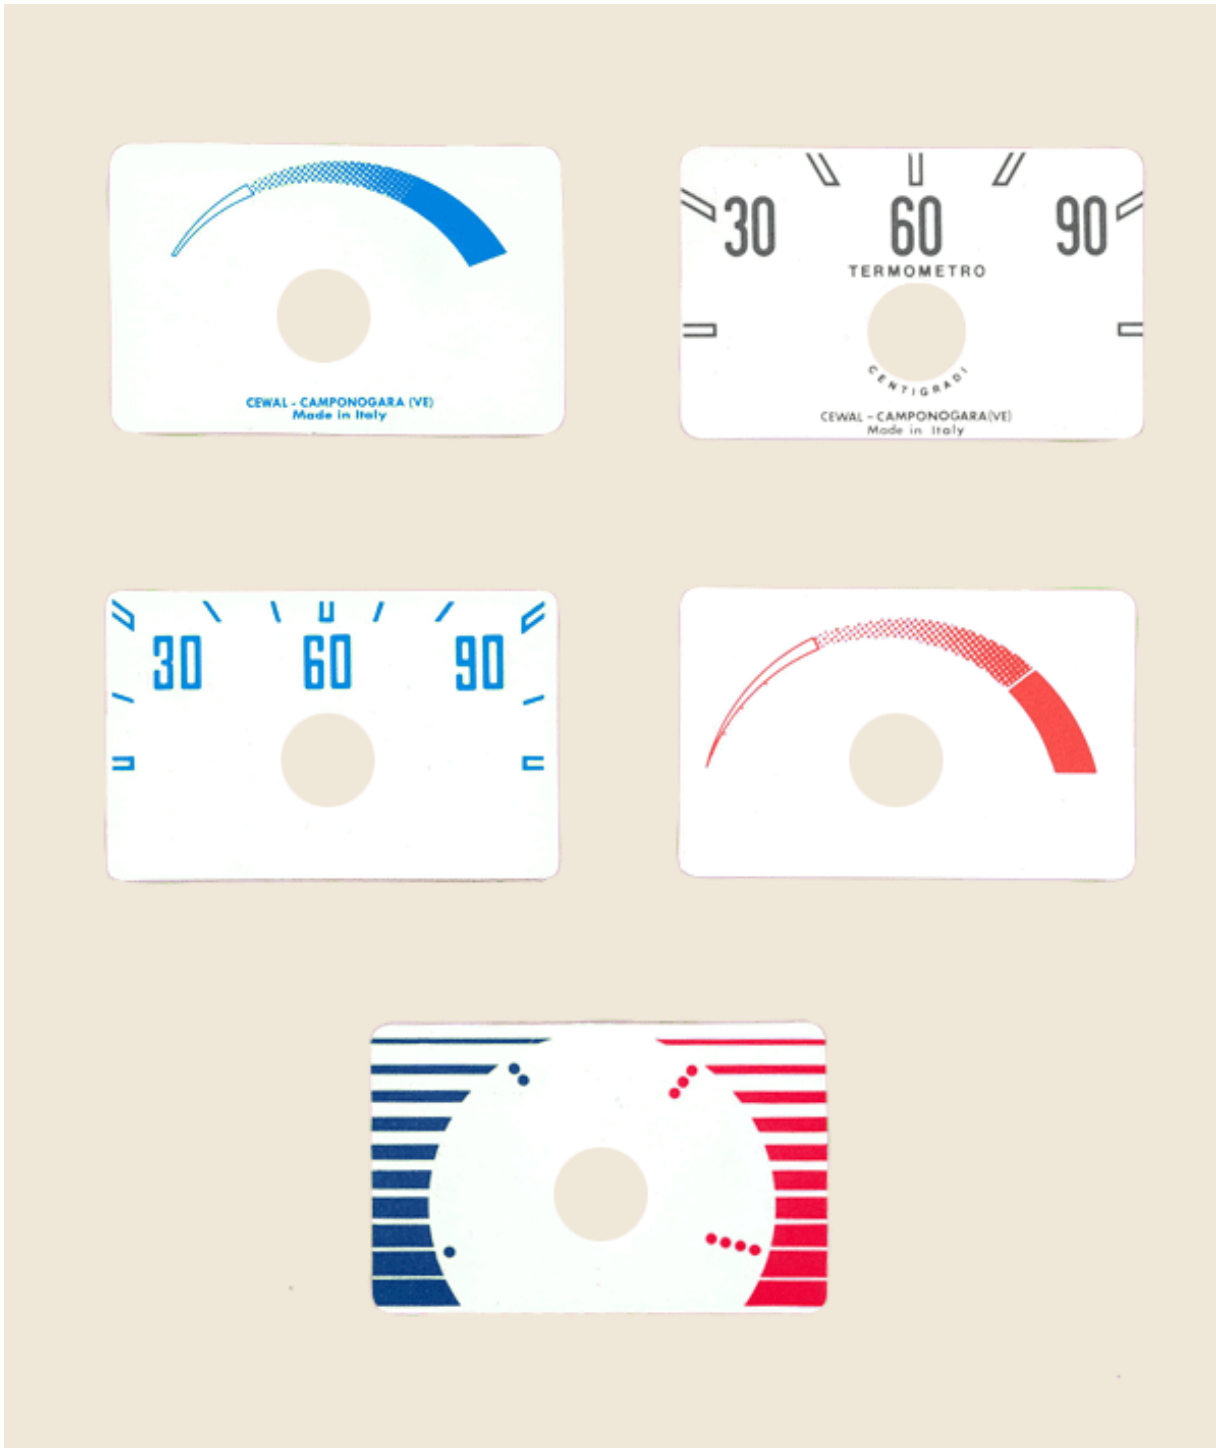 CEWAL - CAMPONOGARA (VE)
Made in Italy
30 60 90
TERMOMETRO
CENTIGRADI
CEWAL - CAMPONOGARA (VE)
Made in Italy
30 60 90